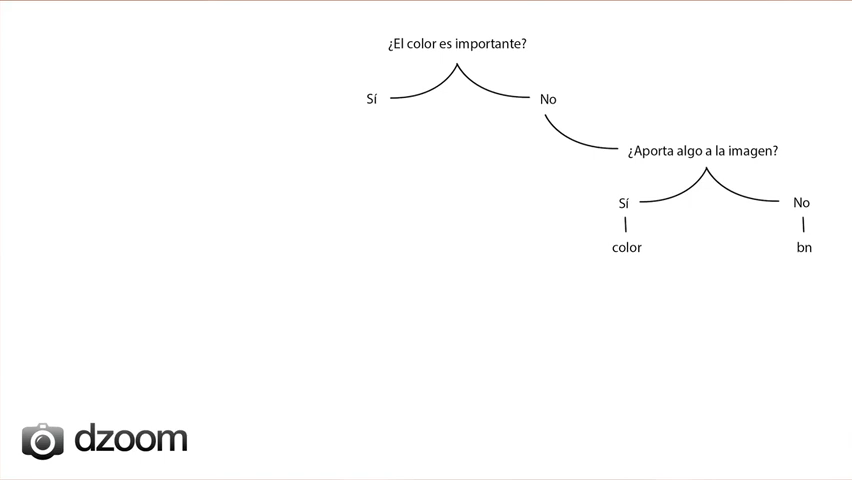 ¿El color es importante?
Sí
No
¿Aporta algo a la imagen?
Sí
No
color
bn
dzoom